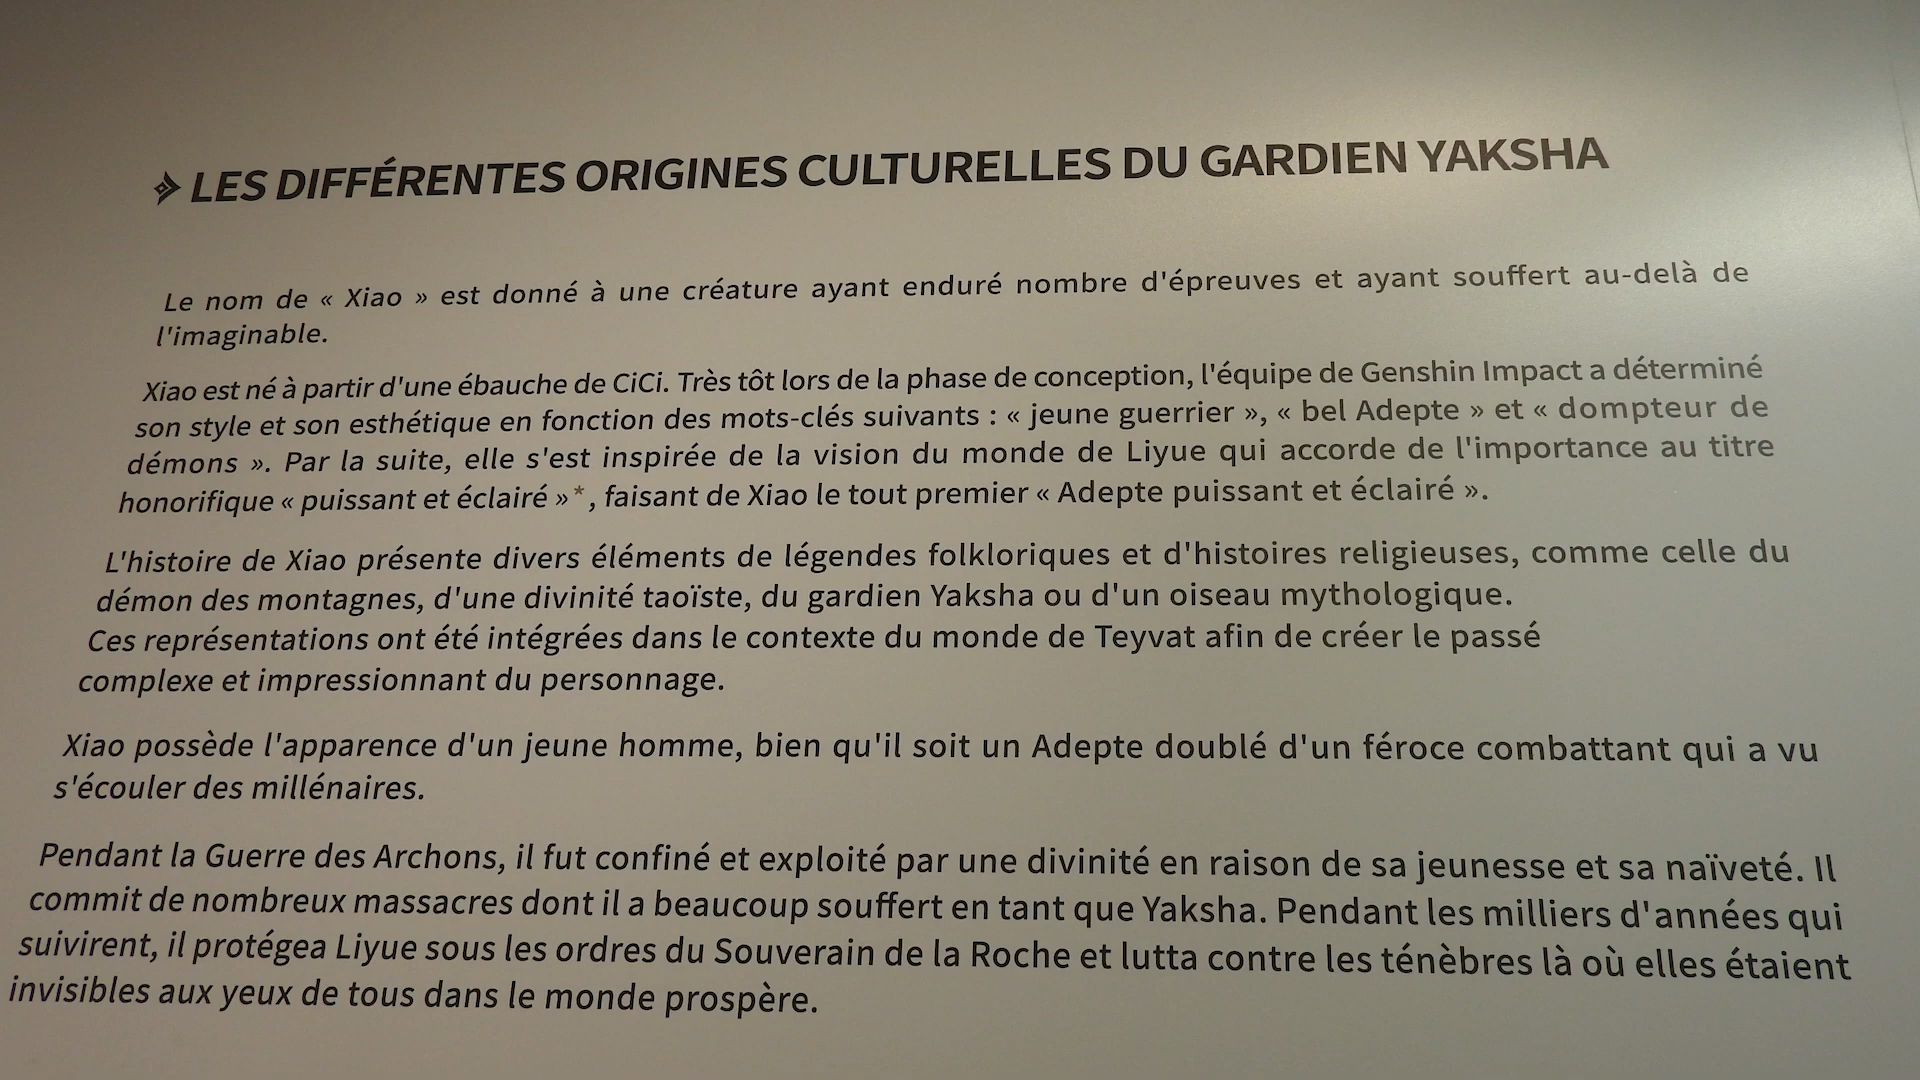 LES DIFFÉRENTES ORIGINES CULTURELLES DU GARDIEN YAKSHA
Le nom de « Xiao » est donné à une créature ayant enduré nombre d'épreuves et ayant souffert au-delà de
l'imaginable.
Xiao est né à partir d'une ébauche de CiCi. Très tôt lors de la phase de conception, l'équipe de Genshin Impact a déterminé
son style et son esthétique en fonction des mots-clés suivants : « jeune guerrier », « bel Adepte » et « dompteur de
démons ». Par la suite, elle s'est inspirée de la vision du monde de Liyue qui accorde de l'importance au titre
honorifique « puissant et éclairé »*, faisant de Xiao le tout premier « Adepte puissant et éclairé ».
L'histoire de Xiao présente divers éléments de légendes folkloriques et d'histoires religieuses, comme celle du
démon des montagnes, d'une divinité taoïste, du gardien Yaksha ou d'un oiseau mythologique.
Ces représentations ont été intégrées dans le contexte du monde de Teyvat afin de créer le passé
complexe et impressionnant du personnage.
Xiao possède l'apparence d'un jeune homme, bien qu'il soit un Adepte doublé d'un féroce combattant qui a vu
s'écouler des millénaires.
Pendant la Guerre des Archons, il fut confiné et exploité par une divinité en raison de sa jeunesse et sa naïveté. Il
commit de nombreux massacres dont il a beaucoup souffert en tant que Yaksha. Pendant les milliers d'années qui
suivirent, il protégea Liyue sous les ordres du Souverain de la Roche et lutta contre les ténèbres là où elles étaient
invisibles aux yeux de tous dans le monde prospère.